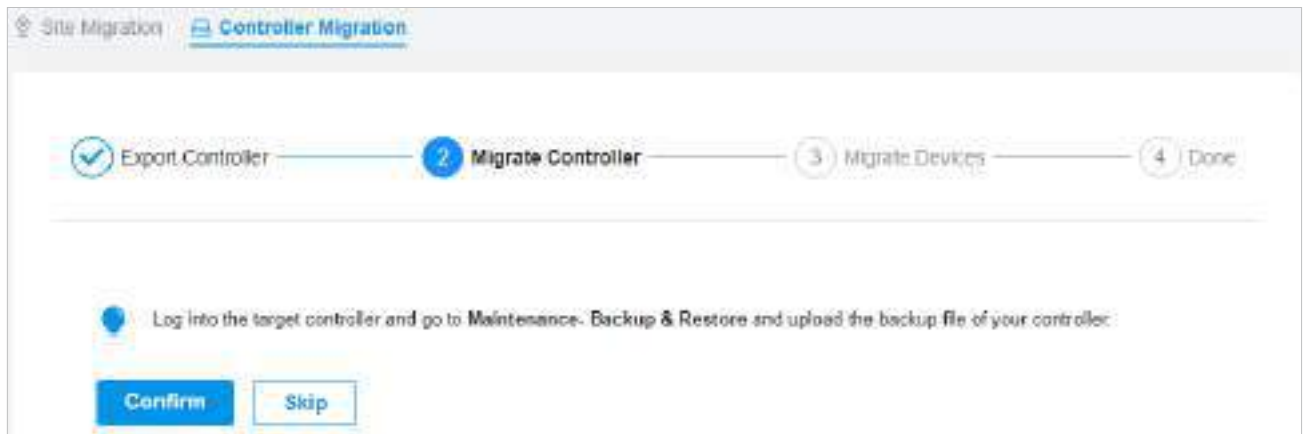 Site Migration Controller Migration
Export Controller 2 Migrate Controller 3 Migrate Devices 4 Done
Log into the target controller and go to Maintenance- Backup & Restore and upload the backup file of your controller.
Confirm Skip